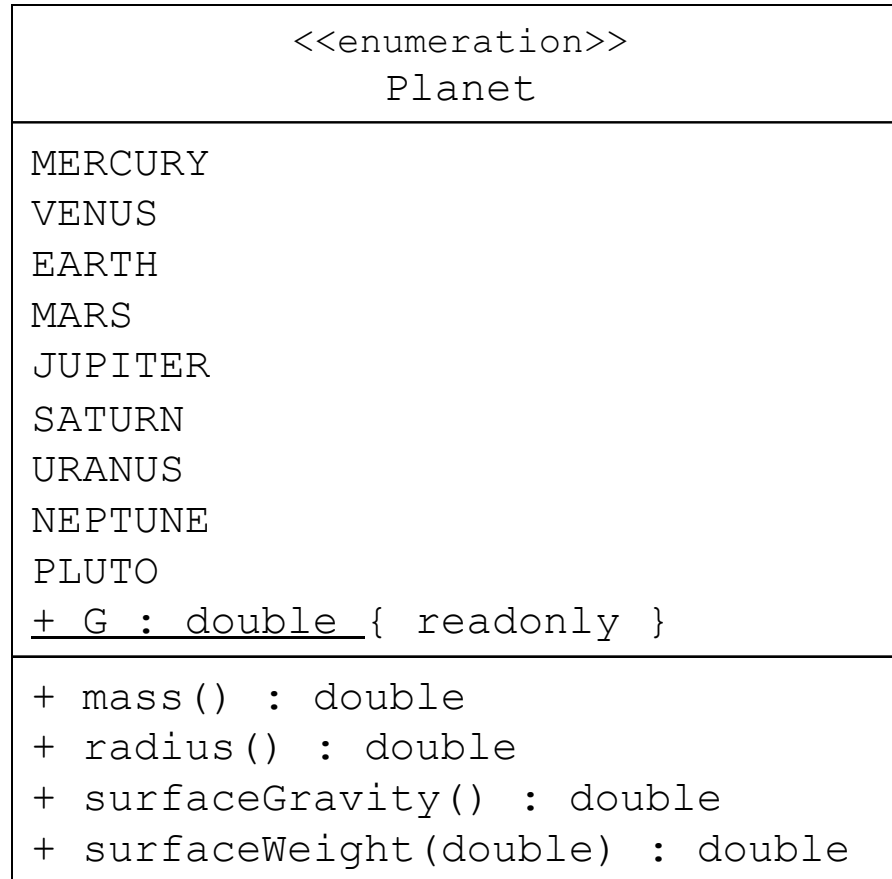 <<enumeration>>
Planet
MERCURY
VENUS
EARTH
MARS
JUPITER
SATURN
URANUS
NEPTUNE
PLUTO
+ G : double { readonly }
+ mass() : double
+ radius() : double
+ surfaceGravity() : double
+ surfaceWeight(double) : double